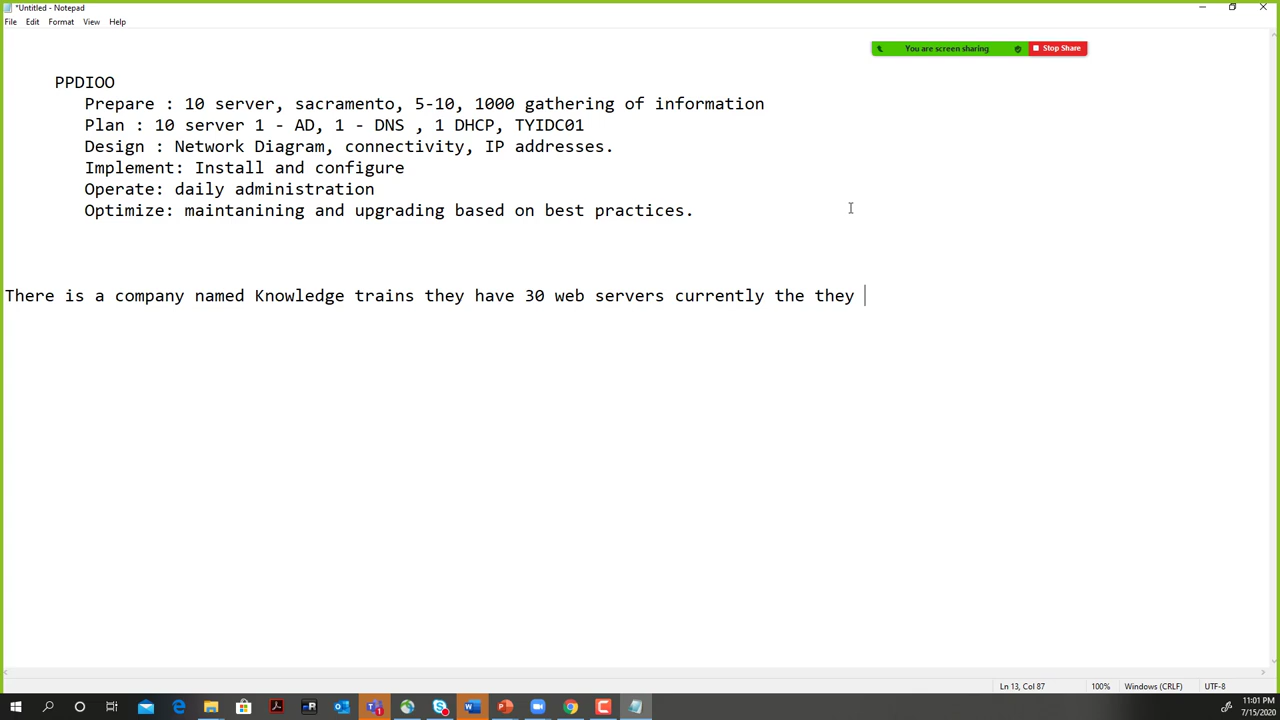 *Untitled - Notepad
File Edit Format View Help
You are screen sharing Stop Share
PPDIOO
Prepare : 10 server, sacramento, 5-10, 1000 gathering of information
Plan : 10 server 1 - AD, 1 - DNS , 1 DHCP, TYIDC01
Design : Network Diagram, connectivity, IP addresses.
Implement: Install and configure
Operate: daily administration
Optimize: maintanining and upgrading based on best practices.
There is a company named Knowledge trains they have 30 web servers currently the they
Ln 13, Col 87 100% Windows (CRLF) UTF-8
11:01 PM
7/15/2020